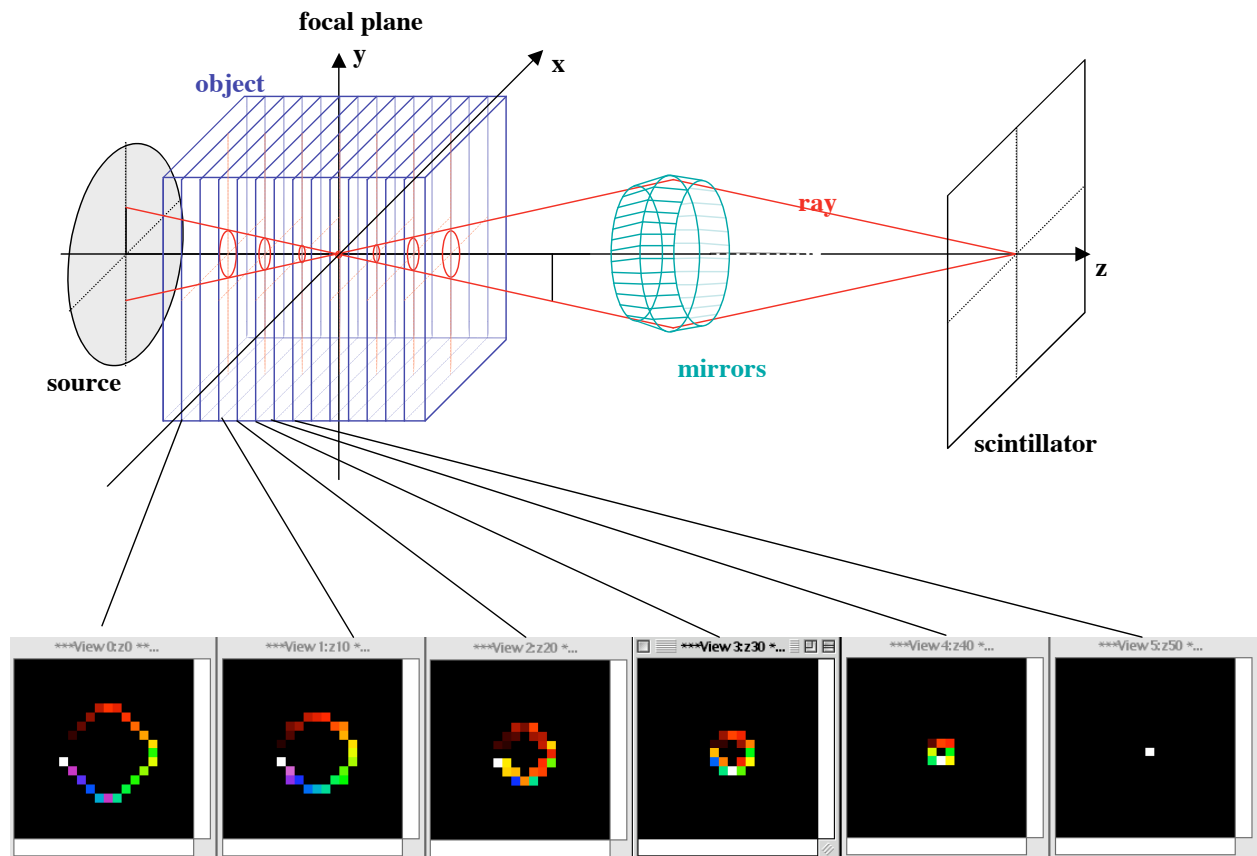 focal plane
y
x
object
ray
z
source
mirrors
scintillator
***View 0:z0 **...
***View 1:z10 *...
***View 2:z20 *...
***View 3:z30 *...
***View 4:z40 *...
***View 5:z50 *...